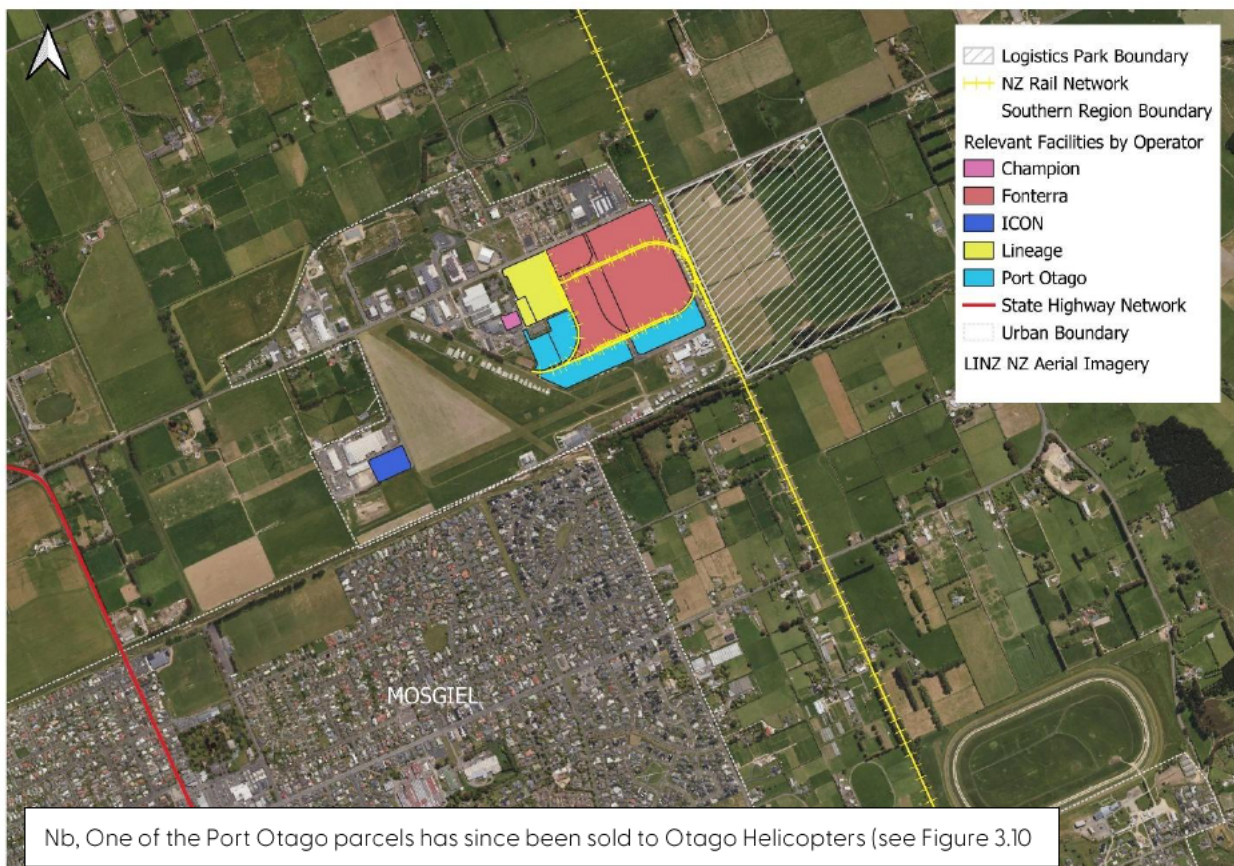 Logistics Park Boundary
NZ Rail Network
Southern Region Boundary
Relevant Facilities by Operator
Champion
Fonterra
ICON
Lineage
Port Otago
State Highway Network
Urban Boundary
LINZ NZ Aerial Imagery
MOSGIEL
Nb, One of the Port Otago parcels has since been sold to Otago Helicopters (see Figure 3.10